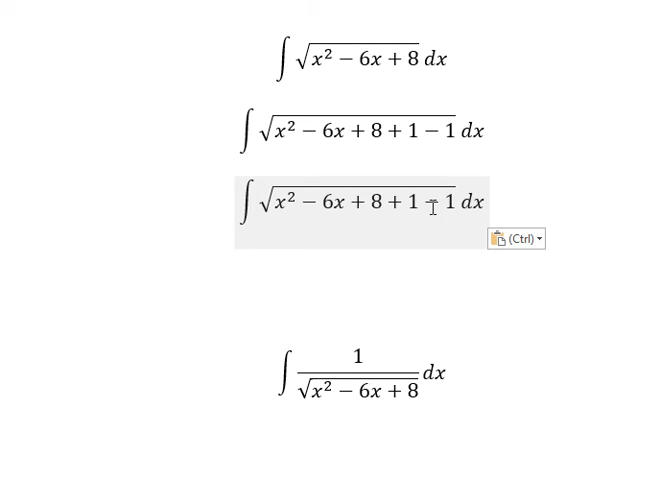 ∫ √(x² − 6x + 8) dx
∫ √(x² − 6x + 8 + 1 − 1) dx
∫ √(x² − 6x + 8 + 1 − 1) dx
(Ctrl)
∫ 1/√(x² − 6x + 8) dx